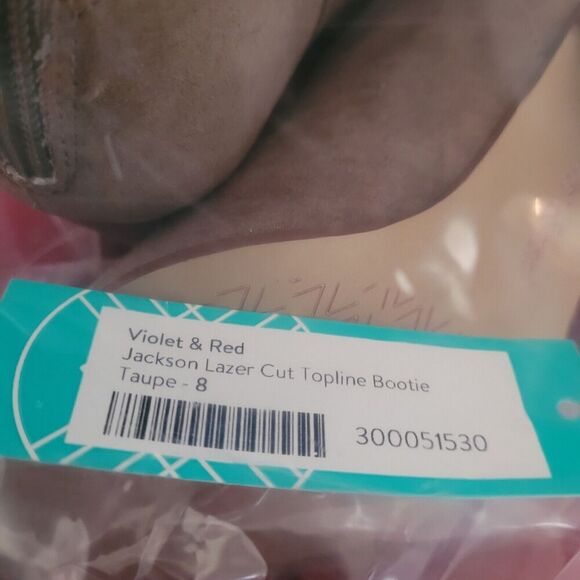 Violet & Red
Jackson Lazer Cut Topline Bootie
Taupe - 8
300051530